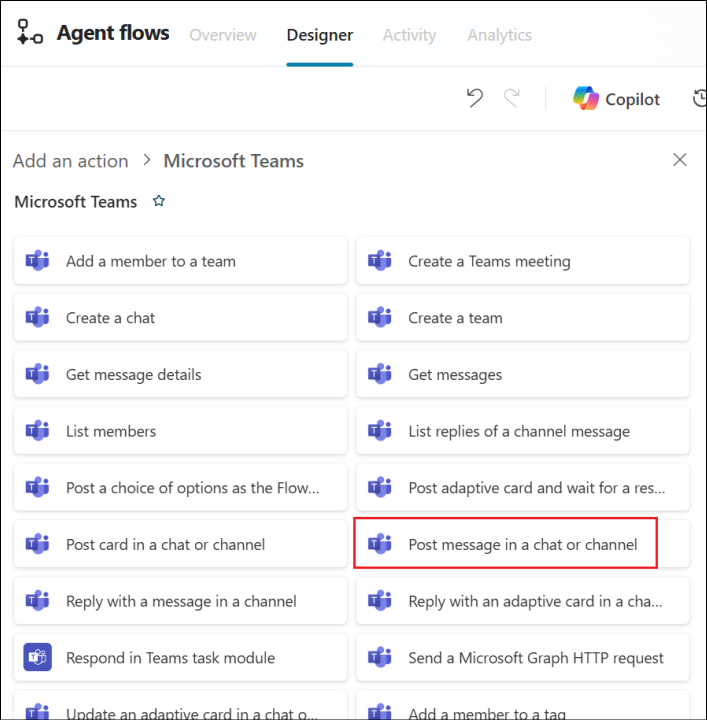 Agent flows Overview Designer Activity Analytics
Copilot
Add an action > Microsoft Teams
Microsoft Teams
Add a member to a team Create a Teams meeting
Create a chat Create a team
Get message details Get messages
List members List replies of a channel message
Post a choice of options as the Flow... Post adaptive card and wait for a res...
Post card in a chat or channel Post message in a chat or channel
Reply with a message in a channel Reply with an adaptive card in a cha...
Respond in Teams task module Send a Microsoft Graph HTTP request
Update an adaptive card in a chat o... Add a member to a tag